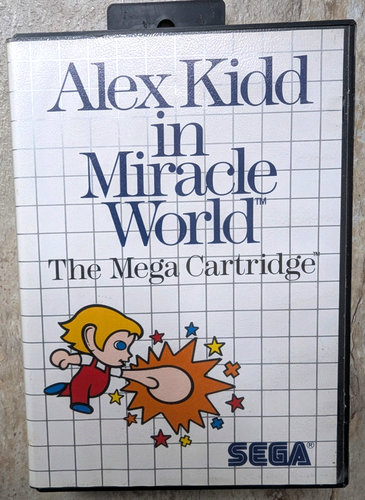 Alex Kidd
in
Miracle
World™
The Mega Cartridge™
SEGA®